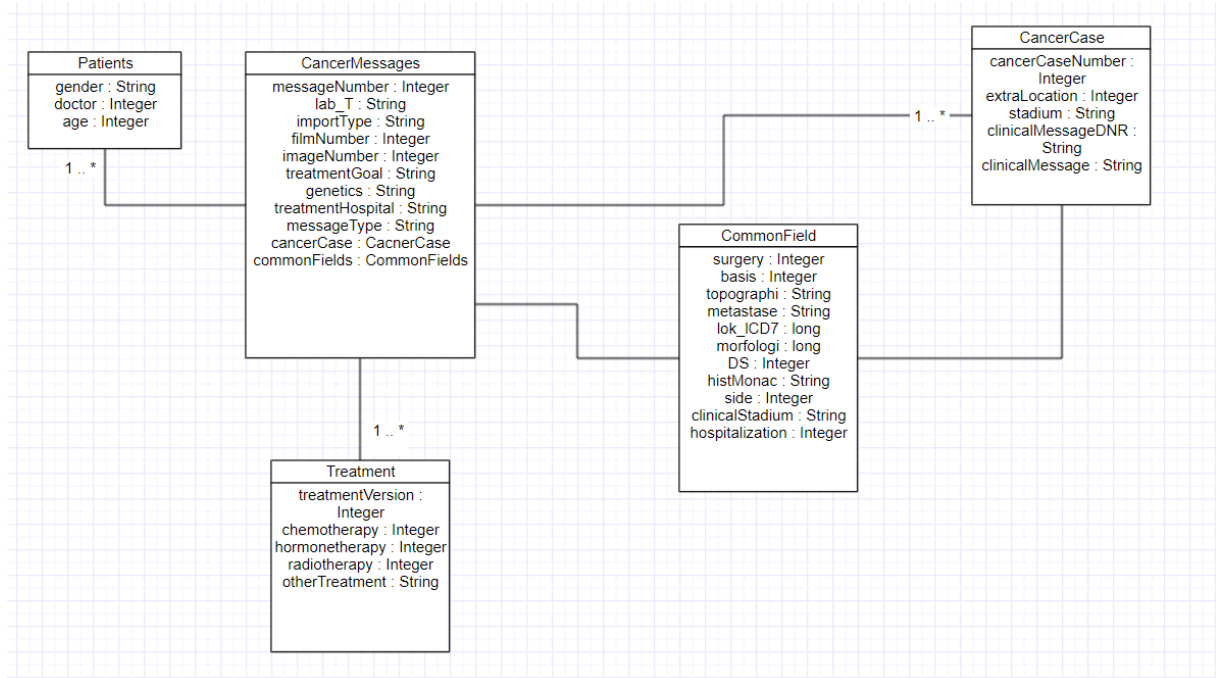 Patients
gender : String
doctor : Integer
age : Integer
1 .. *
CancerMessages
messageNumber : Integer
lab_T : String
importType : String
filmNumber : Integer
imageNumber : Integer
treatmentGoal : String
genetics : String
treatmentHospital : String
messageType : String
cancerCase : CacnerCase
commonFields : CommonFields
1 .. *
CancerCase
cancerCaseNumber :
Integer
extraLocation : Integer
stadium : String
clinicalMessageDNR :
String
clinicalMessage : String
CommonField
surgery : Integer
basis : Integer
topographi : String
metastase : String
lok_ICD7 : long
morfologi : long
DS : Integer
histMonac : String
side : Integer
clinicalStadium : String
hospitalization : Integer
1 .. *
Treatment
treatmentVersion :
Integer
chemotherapy : Integer
hormonetherapy : Integer
radiotherapy : Integer
otherTreatment : String